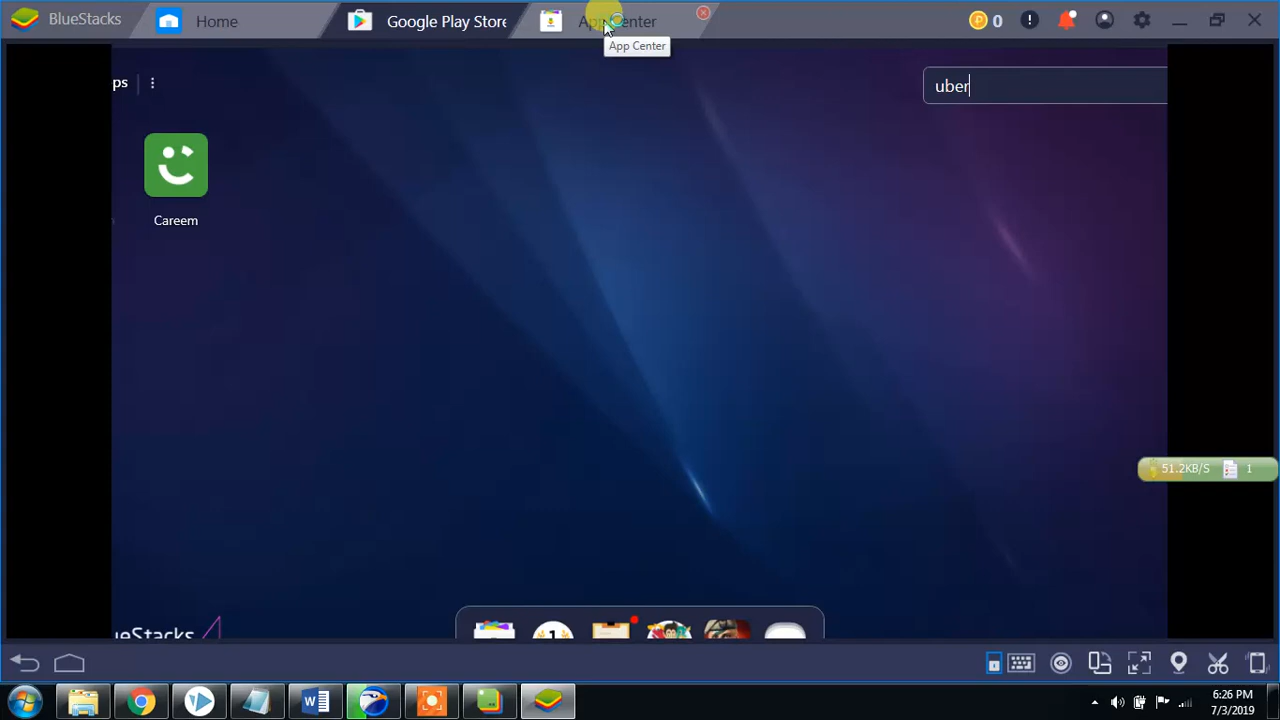 BlueStacks
Home
Google Play Store
App Center
0
App Center
ps
uber
Careem
51.2KB/S
1
lueStacks
6:26 PM
7/3/2019